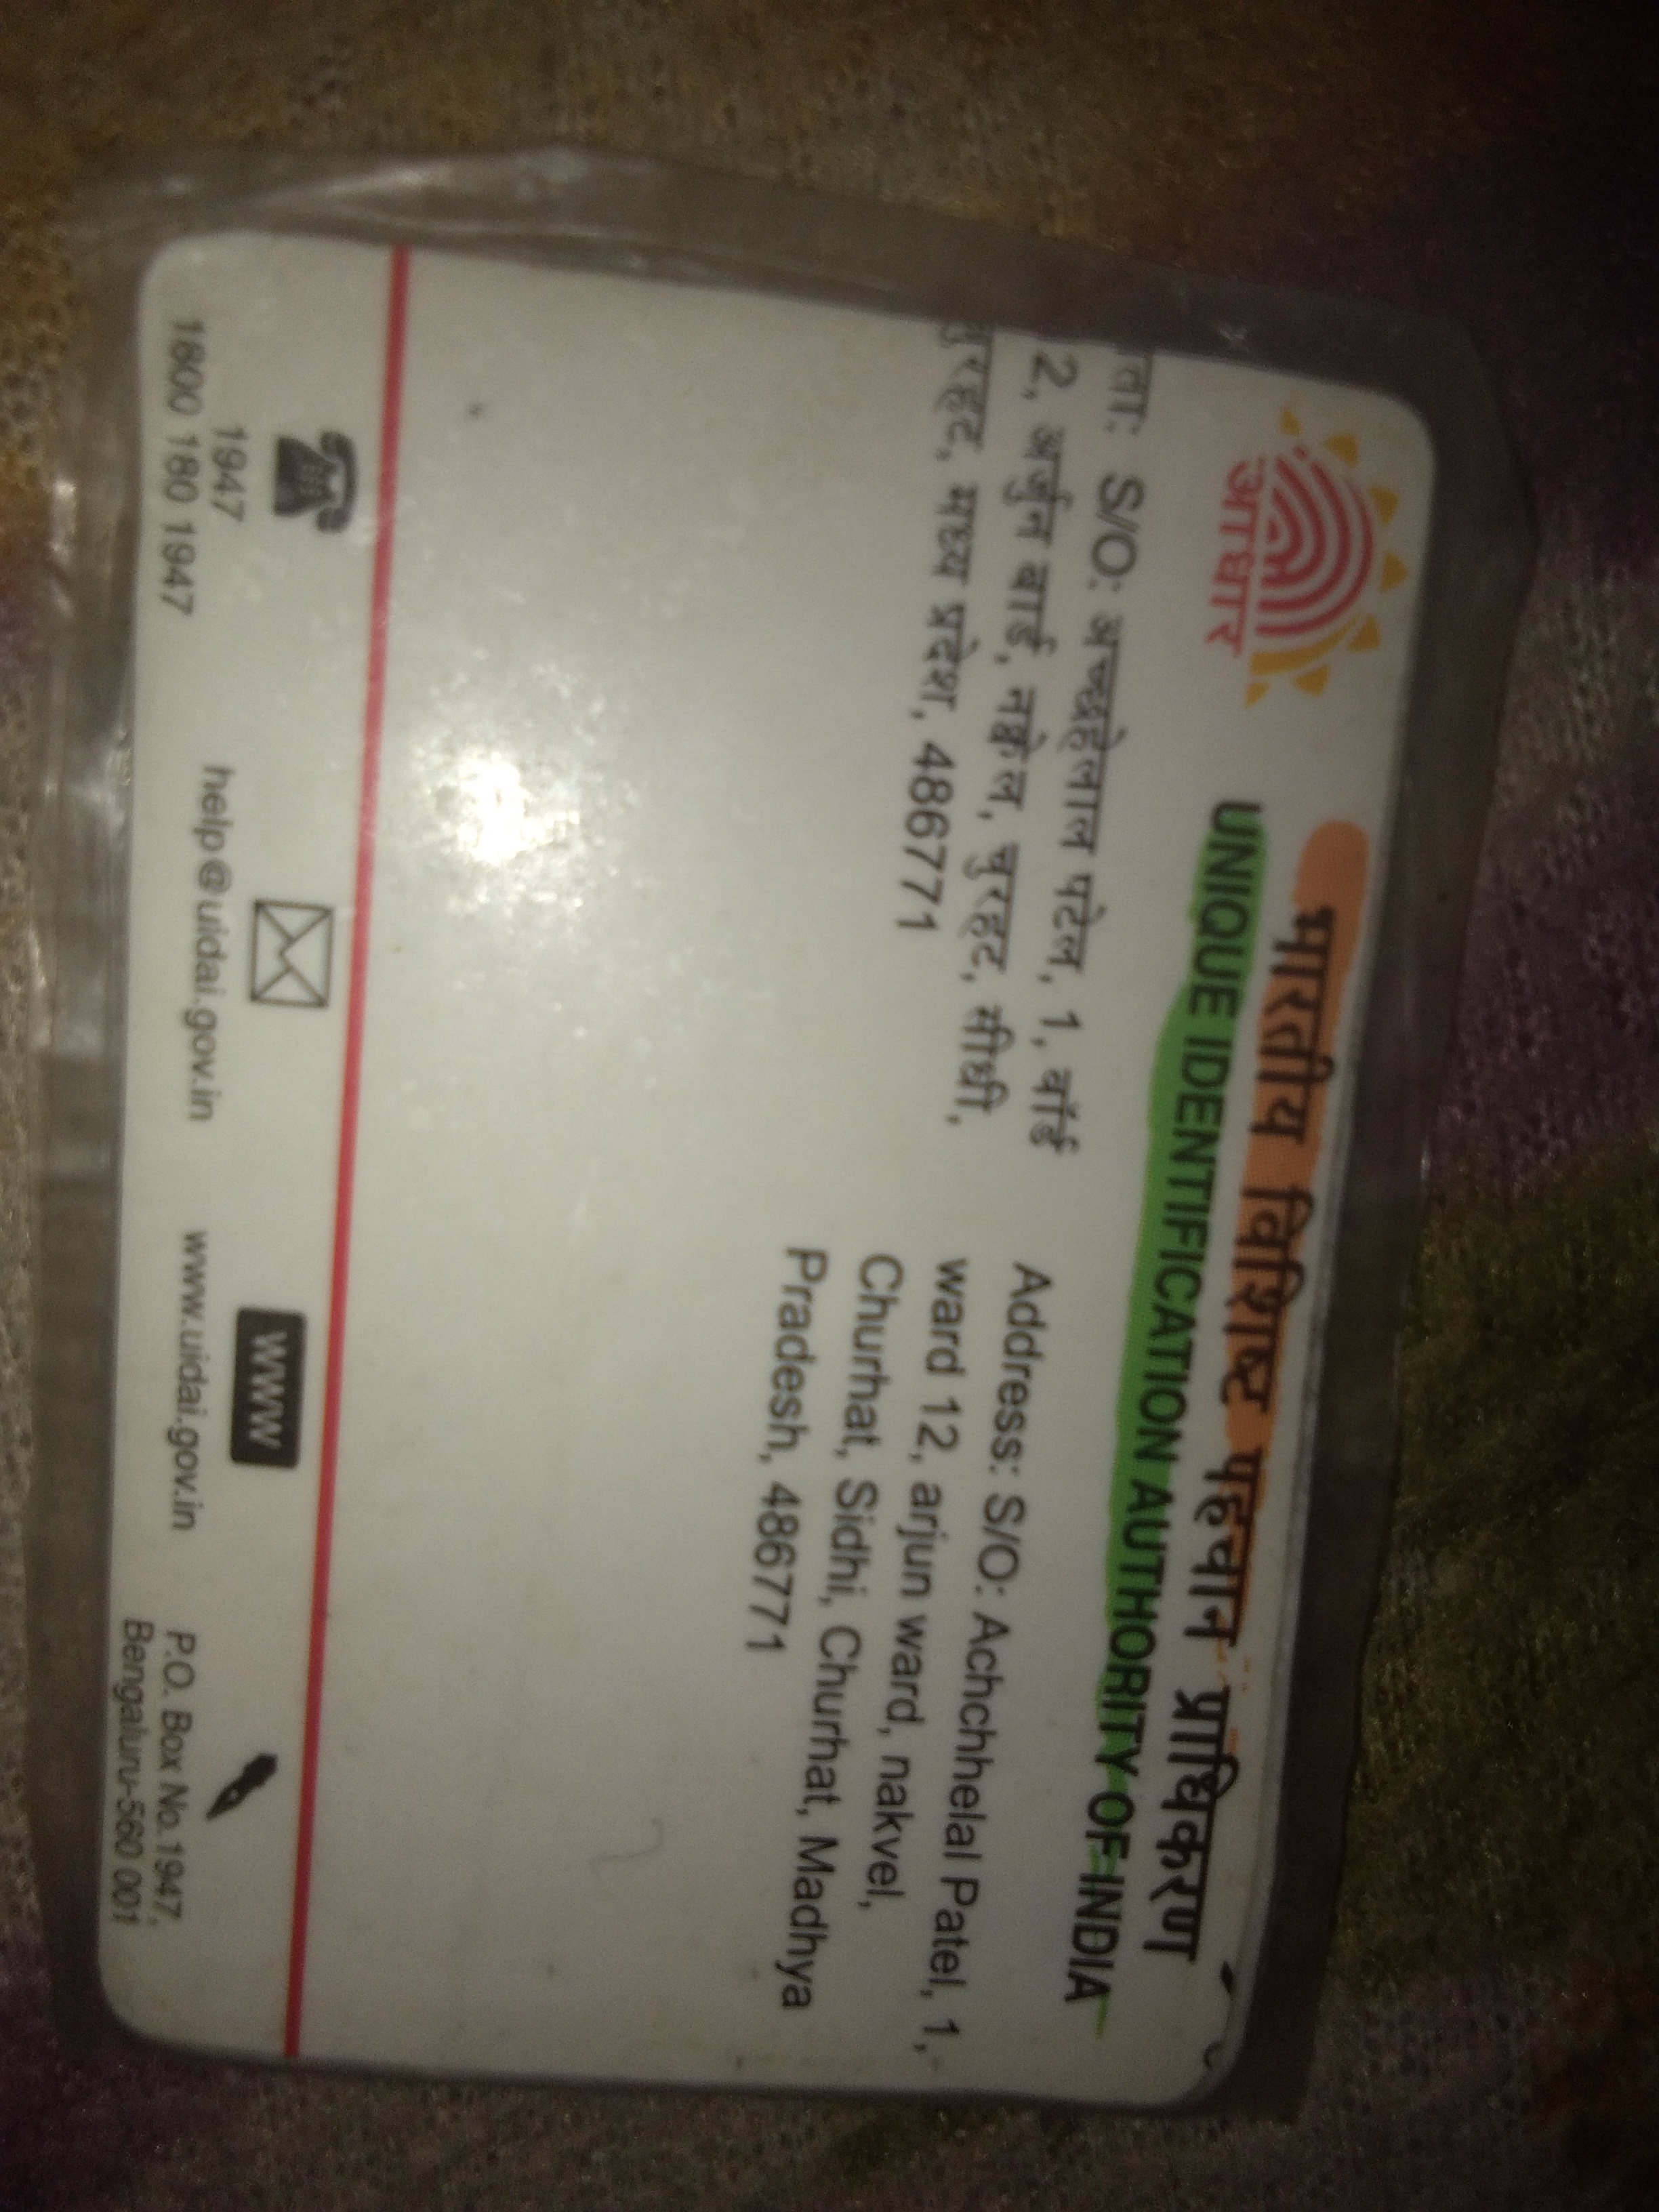 आधार
भारतीय विशिष्ट पहचान प्राधिकरण
UNIQUE IDENTIFICATION AUTHORITY OF INDIA
ता: S/O: अच्छेलाल पटेल, 1, वॉर्ड
2, अर्जुन वार्ड, नक्वेल, चुरहट, सीधी,
ुरहट, मध्य प्रदेश, 486771
Address: S/O: Achchhelal Patel, 1,
ward 12, arjun ward, nakvel,
Churhat, Sidhi, Churhat, Madhya
Pradesh, 486771
1947
1800 180 1947
help@uidai.gov.in
www
www.uidai.gov.in
P.O. Box No.1947,
Bengaluru-560 001